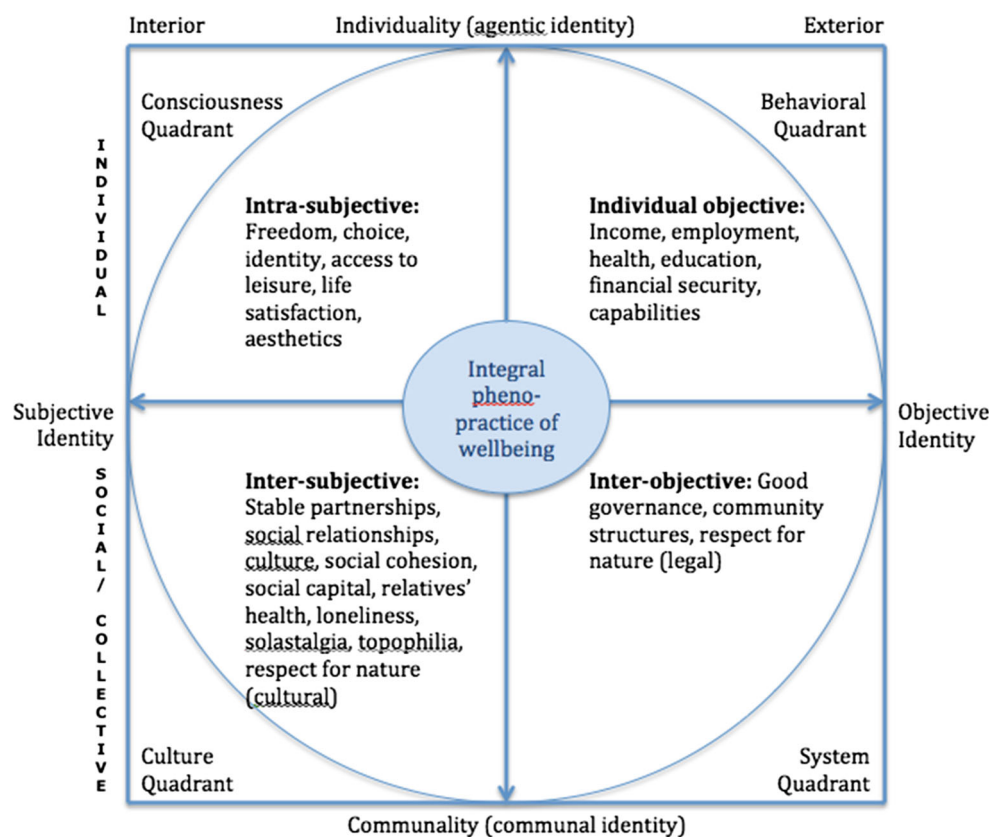 Interior
Individuality (agentic identity)
Exterior
Consciousness
Quadrant
Behavioral
Quadrant
INDIVIDUAL
Intra-subjective:
Freedom, choice,
identity, access to
leisure, life
satisfaction,
aesthetics
Individual objective:
Income, employment,
health, education,
financial security,
capabilities
Integral
pheno-
practice of
wellbeing
Subjective
Identity
Objective
Identity
SOCIAL/ COLLECTIVE
Inter-subjective:
Stable partnerships,
social relationships,
culture, social cohesion,
social capital, relatives’
health, loneliness,
solastalgia, topophilia,
respect for nature
(cultural)
Inter-objective: Good
governance, community
structures, respect for
nature (legal)
Culture
Quadrant
System
Quadrant
Communality (communal identity)